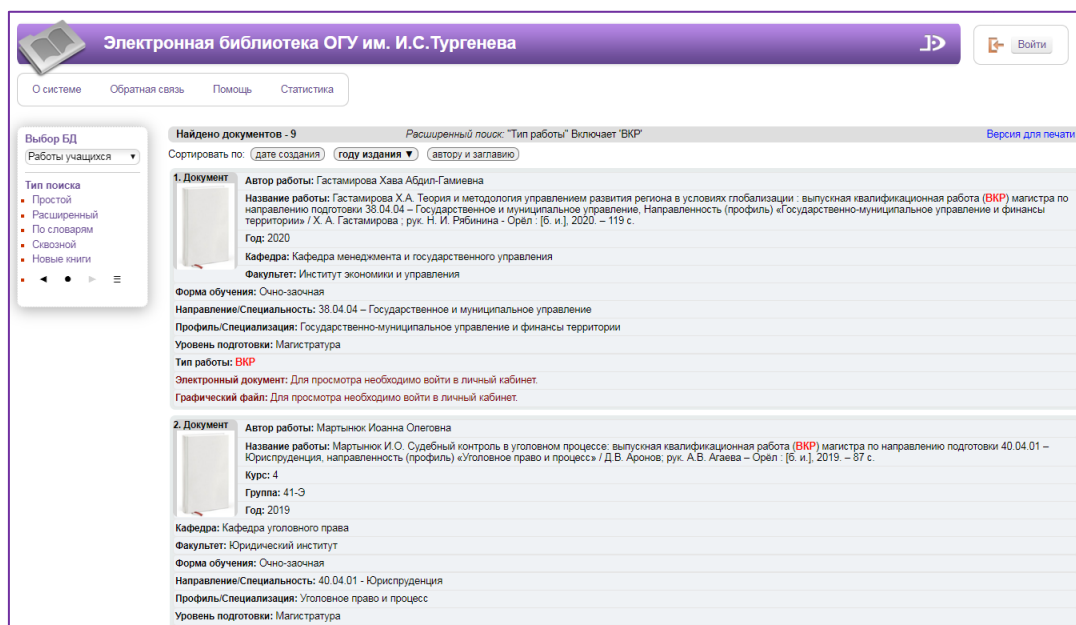 Электронная библиотека ОГУ им. И.С.Тургенева
Войти
О системе Обратная связь Помощь Статистика
Выбор БД
Работы учащихся
Тип поиска
Простой
Расширенный
По словарям
Сквозной
Новые книги
Найдено документов - 9 Расширенный поиск: "Тип работы" Включает 'ВКР' Версия для печати
Сортировать по: дате создания году издания ▼ автору и заглавию
1. Документ
Автор работы: Гастамирова Хава Абдил-Гамиевна
Название работы: Гастамирова Х.А. Теория и методология управлением развития региона в условиях глобализации : выпускная квалификационная работа (ВКР) магистра по
направлению подготовки 38.04.04 – Государственное и муниципальное управление, Направленность (профиль) «Государственно-муниципальное управление и финансы
территории» / Х. А. Гастамирова ; рук. Н. И. Рябинина - Орёл : [б. и.], 2020. – 119 с.
Год: 2020
Кафедра: Кафедра менеджмента и государственного управления
Факультет: Институт экономики и управления
Форма обучения: Очно-заочная
Направление/Специальность: 38.04.04 – Государственное и муниципальное управление
Профиль/Специализация: Государственно-муниципальное управление и финансы территории
Уровень подготовки: Магистратура
Тип работы: ВКР
Электронный документ: Для просмотра необходимо войти в личный кабинет.
Графический файл: Для просмотра необходимо войти в личный кабинет.
2. Документ
Автор работы: Мартынюк Иоанна Олеговна
Название работы: Мартынюк И.О. Судебный контроль в уголовном процессе: выпускная квалификационная работа (ВКР) магистра по направлению подготовки 40.04.01 –
Юриспруденция, направленность (профиль) «Уголовное право и процесс» / Д.В. Аронов; рук. А.В. Агаева – Орёл : [б. и.], 2019. – 87 с.
Курс: 4
Группа: 41-Э
Год: 2019
Кафедра: Кафедра уголовного права
Факультет: Юридический институт
Форма обучения: Очно-заочная
Направление/Специальность: 40.04.01 - Юриспруденция
Профиль/Специализация: Уголовное право и процесс
Уровень подготовки: Магистратура